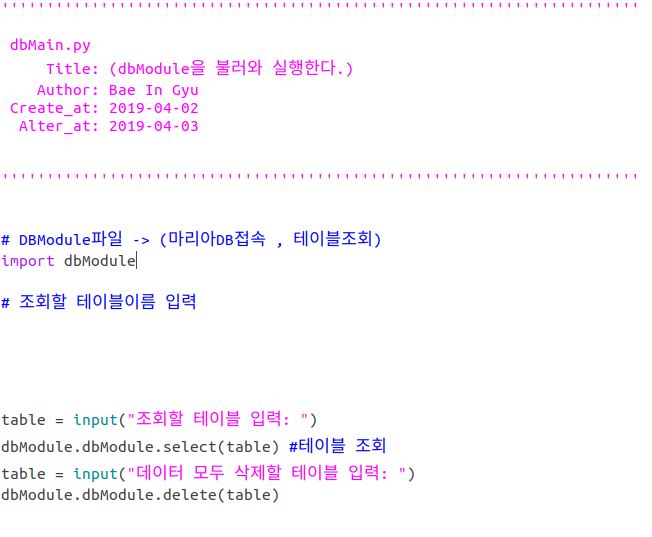 '''''''''''''''''''''''''''''''''''''''''''''''''''''''''''''''''''''''
dbMain.py
Title: (dbModule을 불러와 실행한다.)
Author: Bae In Gyu
Create_at: 2019-04-02
Alter_at: 2019-04-03
'''''''''''''''''''''''''''''''''''''''''''''''''''''''''''''''''''''''
# DBModule파일 -> (마리아DB접속 , 테이블조회)
import dbModule
# 조회할 테이블이름 입력
table = input("조회할 테이블 입력: ")
dbModule.dbModule.select(table) #테이블 조회
table = input("데이터 모두 삭제할 테이블 입력: ")
dbModule.dbModule.delete(table)